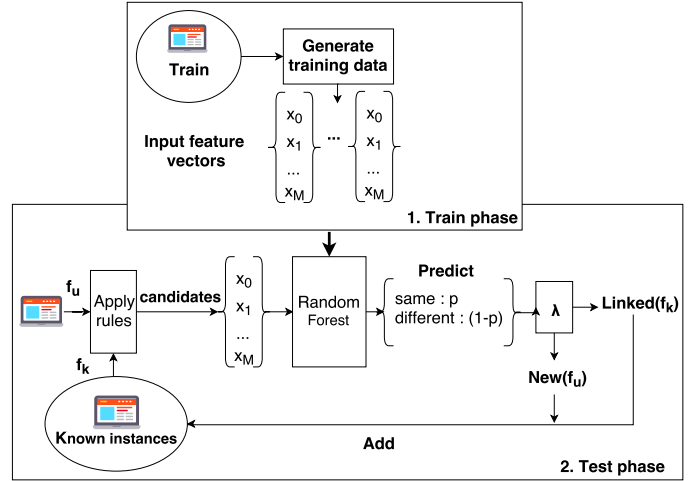 Train
Generate
training data
Input feature
vectors
x0
x1
...
xM
...
x0
x1
...
xM
1. Train phase
fu
Apply
rules
candidates
fk
x0
x1
...
xM
Random
Forest
Predict
same : p
different : (1-p)
λ
Linked(fk)
New(fu)
Known instances
Add
2. Test phase